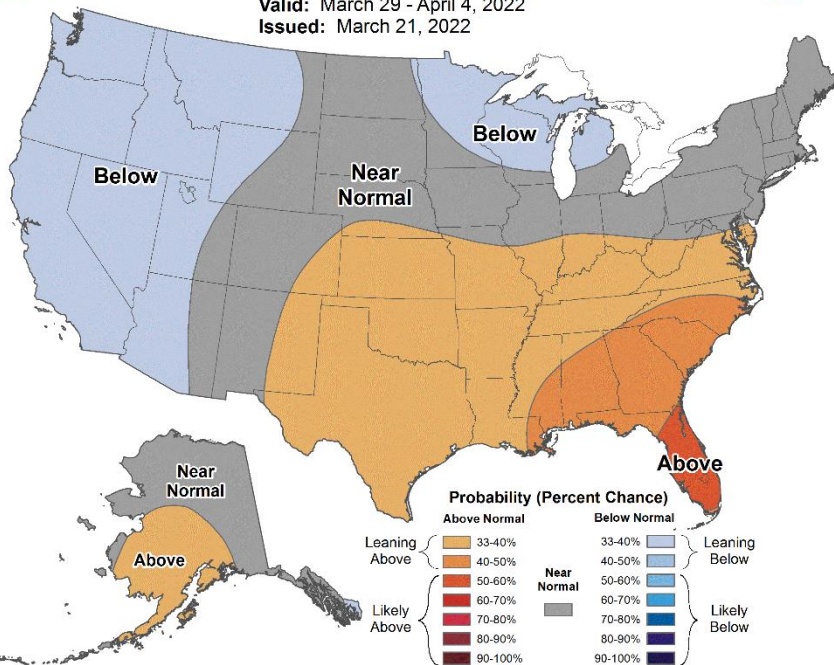 Valid: March 29 - April 4, 2022
Issued: March 21, 2022
Below
Below
Near
Normal
Above
Near
Normal
Above
Probability (Percent Chance)
Above Normal
Below Normal
Leaning
Above
33-40%
40-50%
Likely
Above
50-60%
60-70%
70-80%
80-90%
90-100%
Near
Normal
33-40%
40-50%
Leaning
Below
50-60%
60-70%
70-80%
80-90%
90-100%
Likely
Below